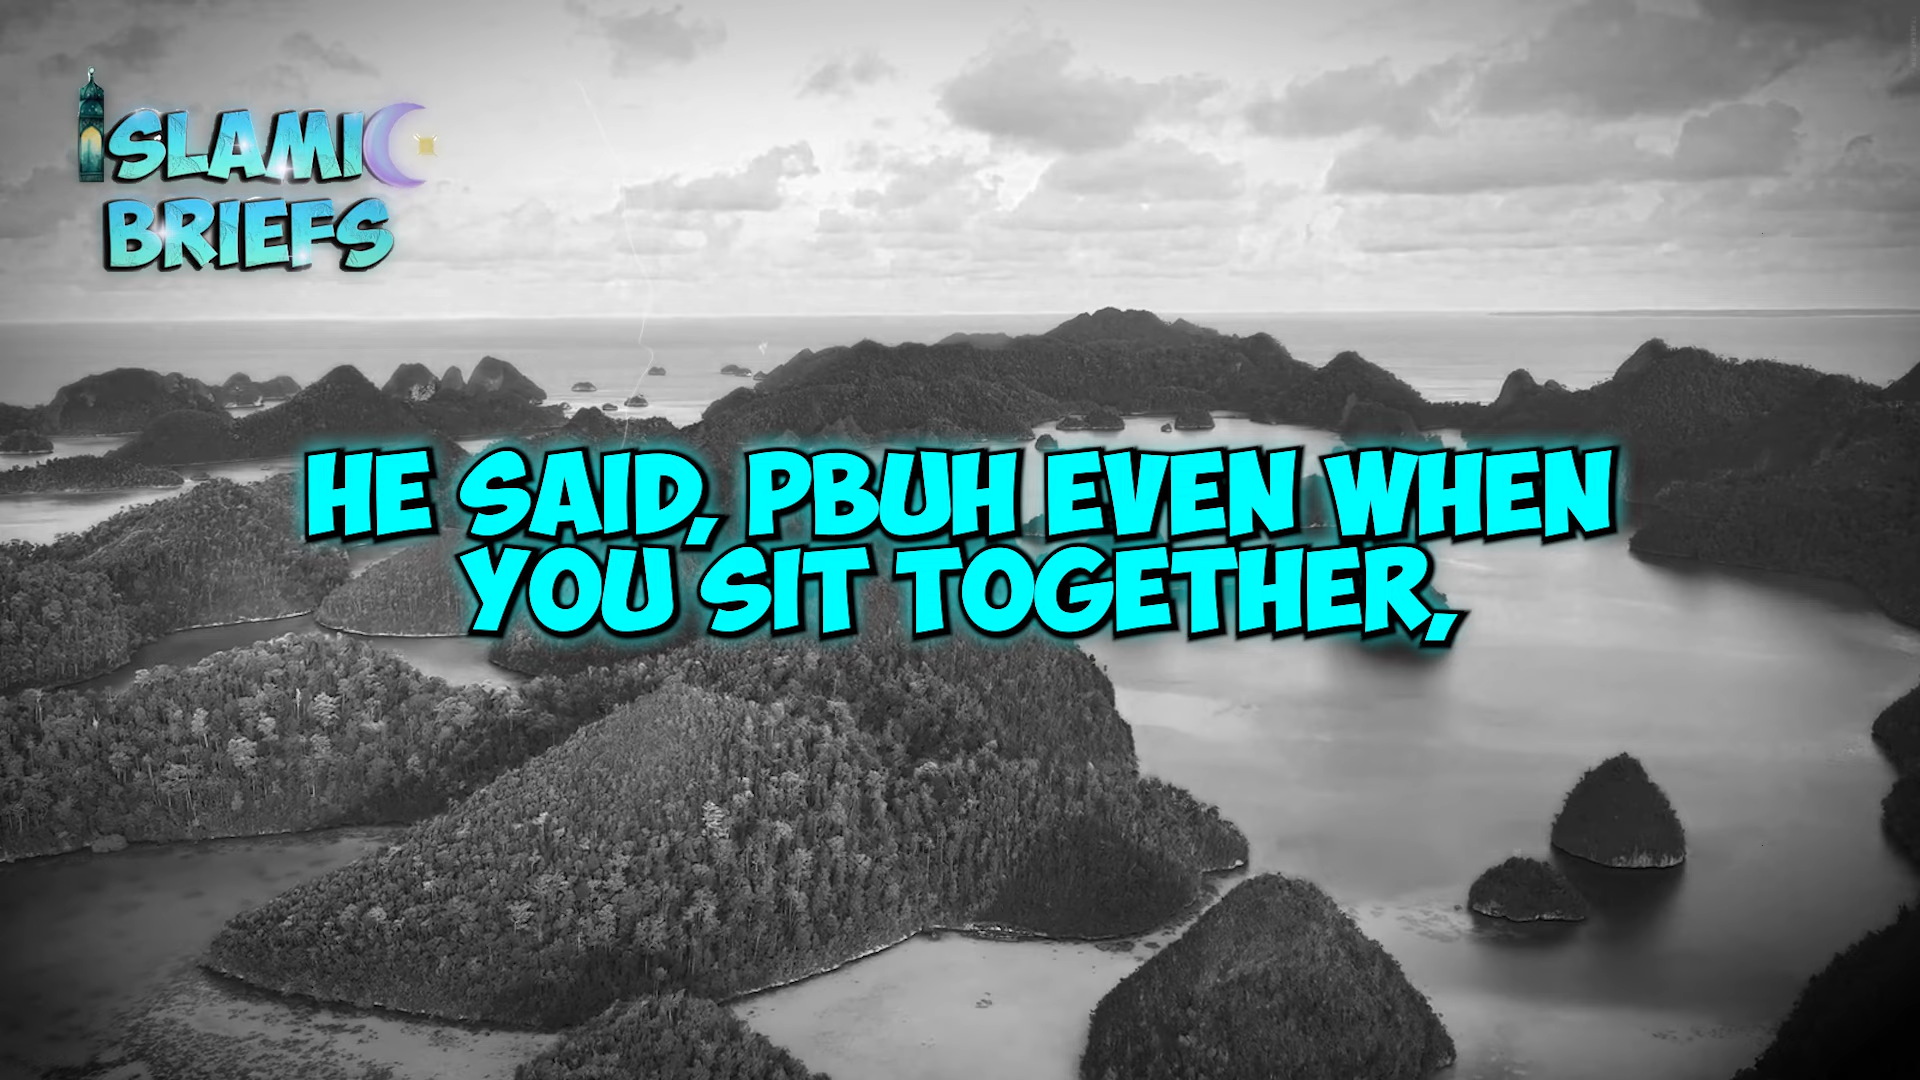 ISLAMIC
BRIEFS
HE SAID, PBUH EVEN WHEN
YOU SIT TOGETHER,